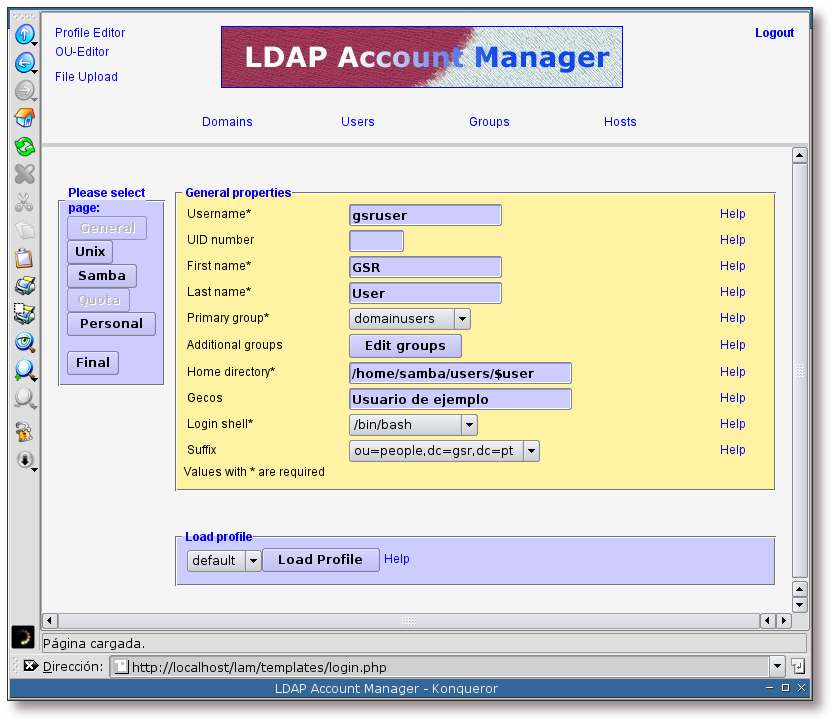 Profile Editor
OU-Editor
File Upload
LDAP Account Manager
Logout
Domains Users Groups Hosts
Please select page:
General
Unix
Samba
Quota
Personal
Final
General properties
Username* gsruser Help
UID number Help
First name* GSR Help
Last name* User Help
Primary group* domainusers Help
Additional groups Edit groups Help
Home directory* /home/samba/users/$user Help
Gecos Usuario de ejemplo Help
Login shell* /bin/bash Help
Suffix ou=people,dc=gsr,dc=pt Help
Values with * are required
Load profile
default Load Profile Help
Página cargada.
Dirección: http://localhost/lam/templates/login.php
LDAP Account Manager - Konqueror